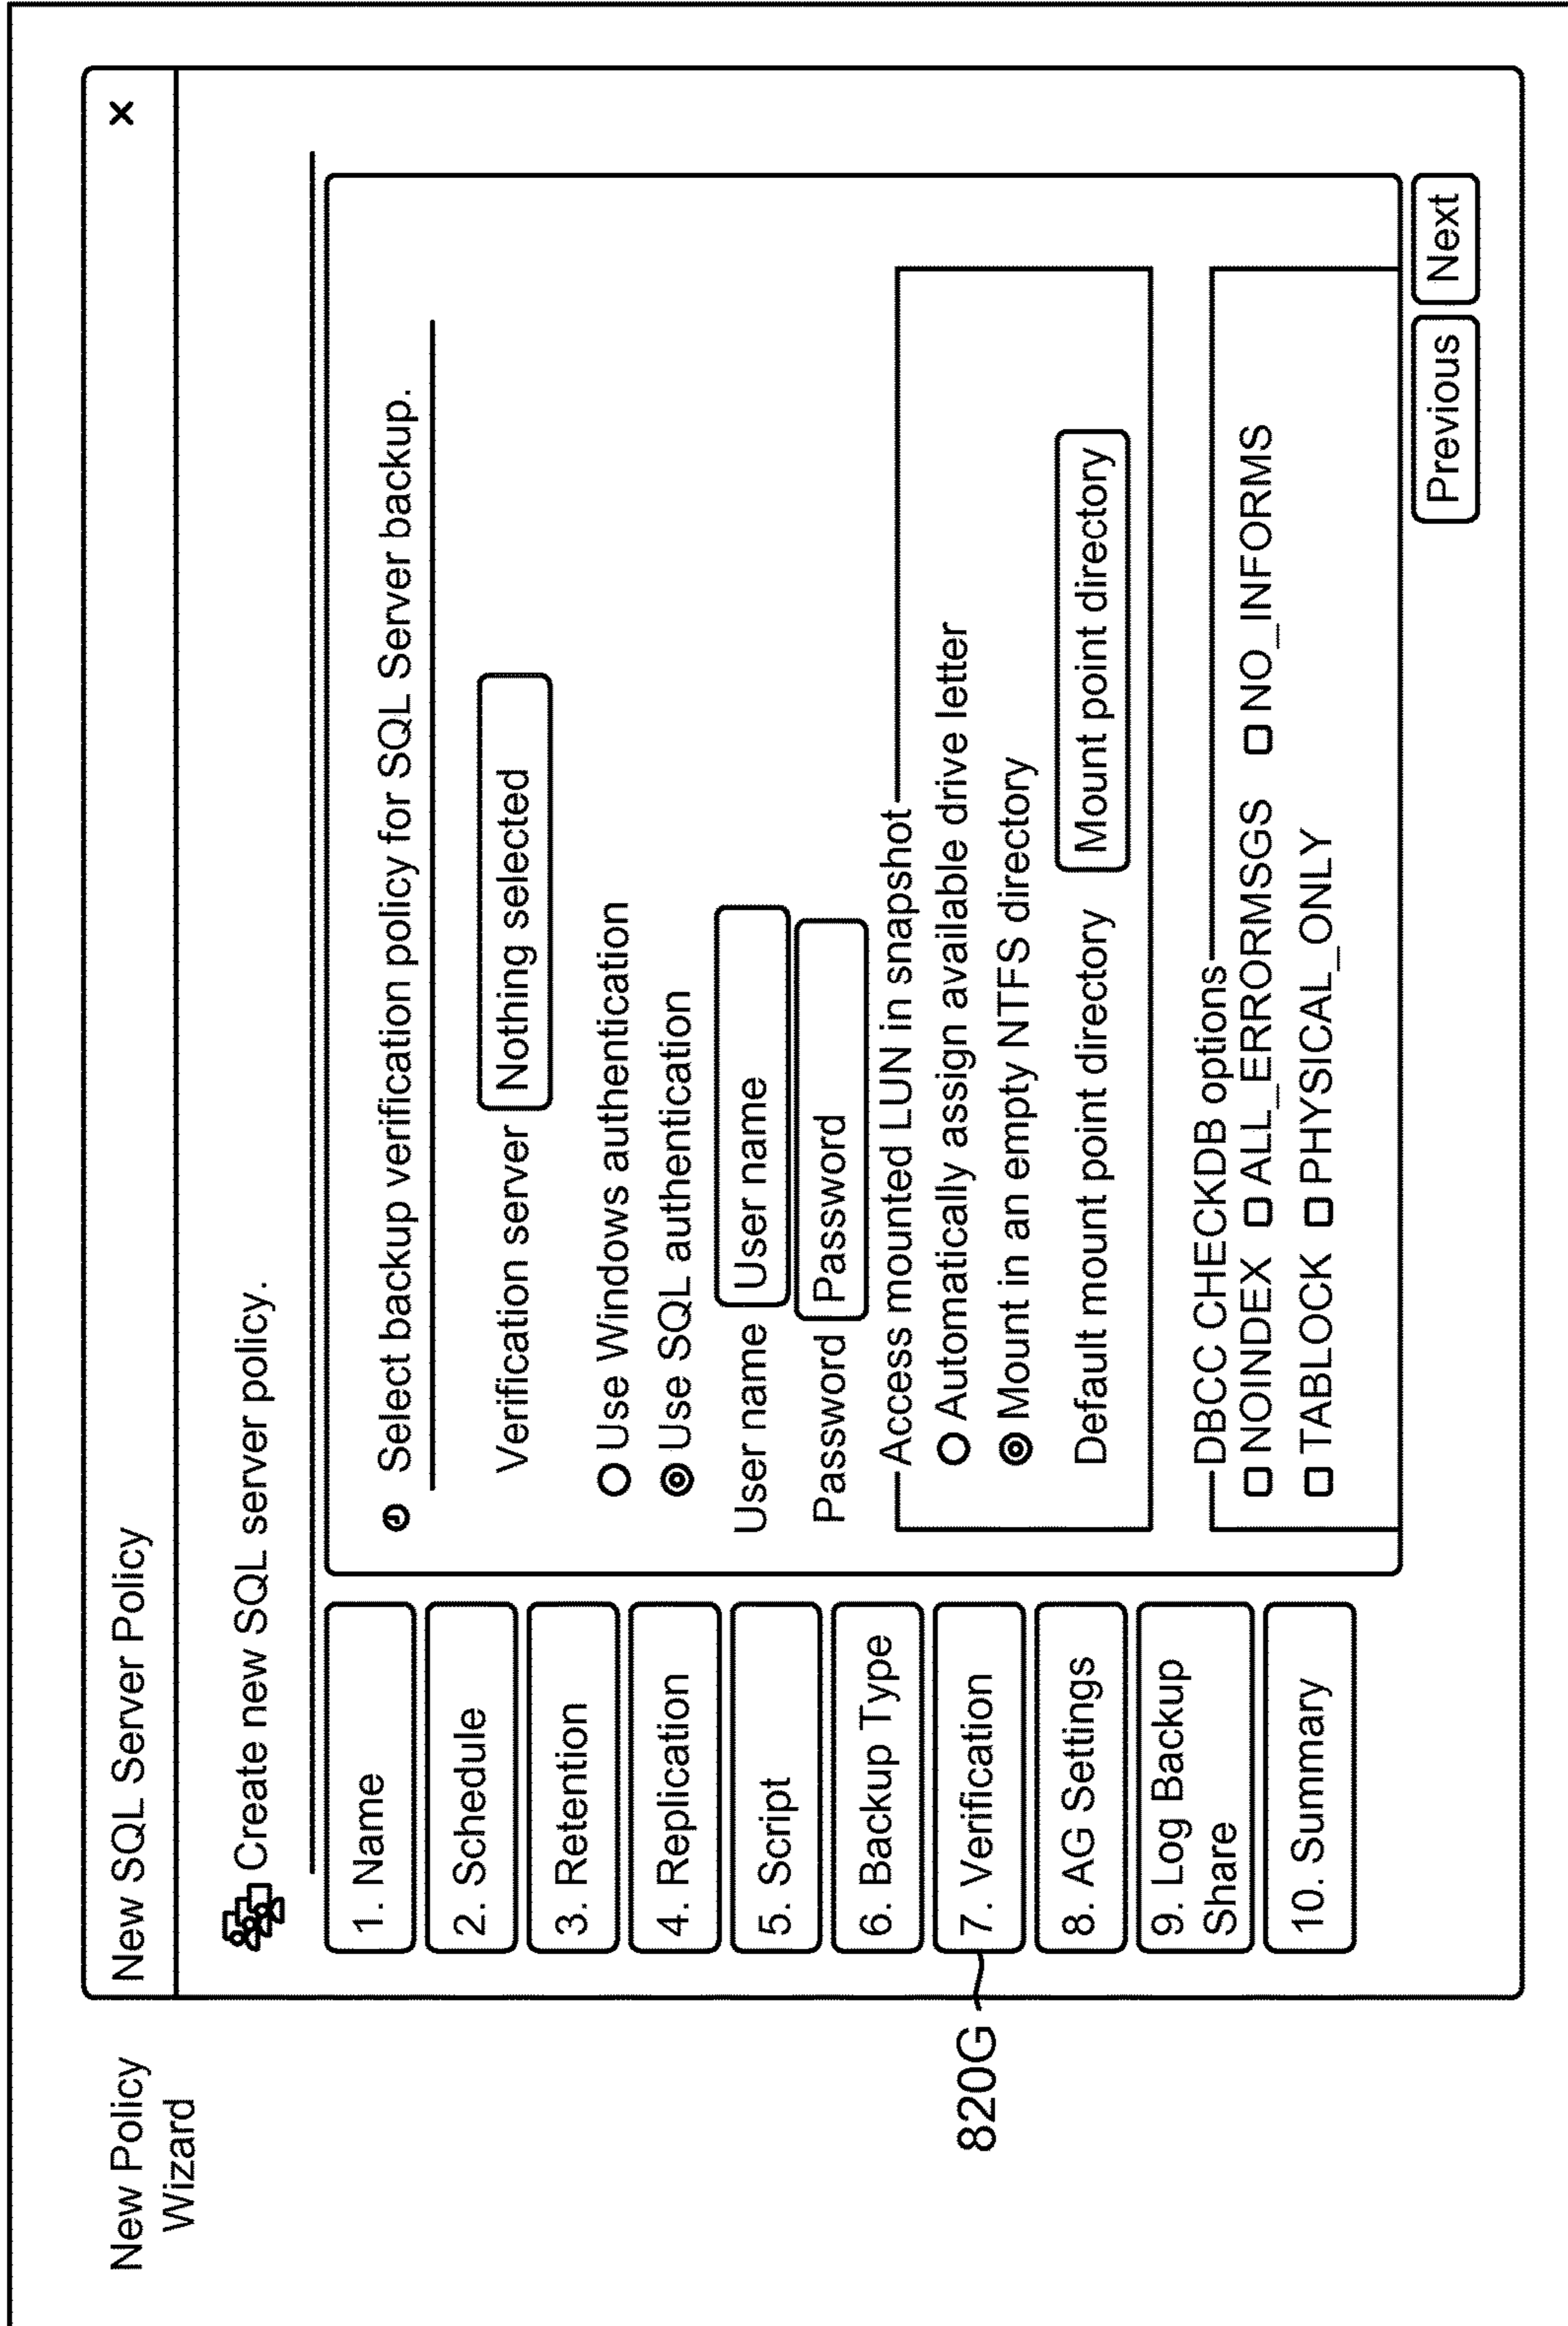 New Policy
Wizard
New SQL Server Policy
×
Create new SQL server policy.
1. Name
2. Schedule
3. Retention
4. Replication
5. Script
6. Backup Type
7. Verification
8. AG Settings
9. Log Backup
Share
10. Summary
820G
Select backup verification policy for SQL Server backup.
Verification server Nothing selected
Use Windows authentication
Use SQL authentication
User name User name
Password Password
Access mounted LUN in snapshot
Automatically assign available drive letter
Mount in an empty NTFS directory
Default mount point directory Mount point directory
DBCC CHECKDB options
NOINDEX ALL_ERRORMSGS NO_INFORMS
TABLOCK PHYSICAL_ONLY
Previous Next